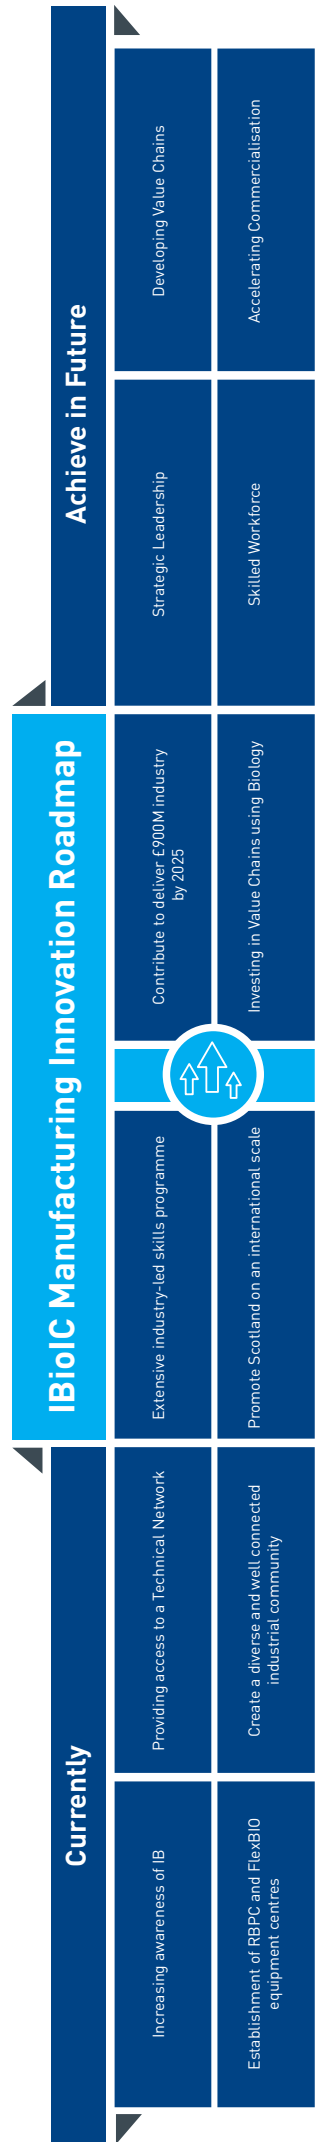 Currently
IBioIC Manufacturing Innovation Roadmap
Achieve in Future
Increasing awareness of IB
Providing access to a Technical Network
Extensive industry-led skills programme
Contribute to deliver £900M industry
by 2025
Strategic Leadership
Developing Value Chains
Establishment of RBPC and FlexBIO
equipment centres
Create a diverse and well connected
industrial community
Promote Scotland on an international scale
Investing in Value Chains using Biology
Skilled Workforce
Accelerating Commercialisation